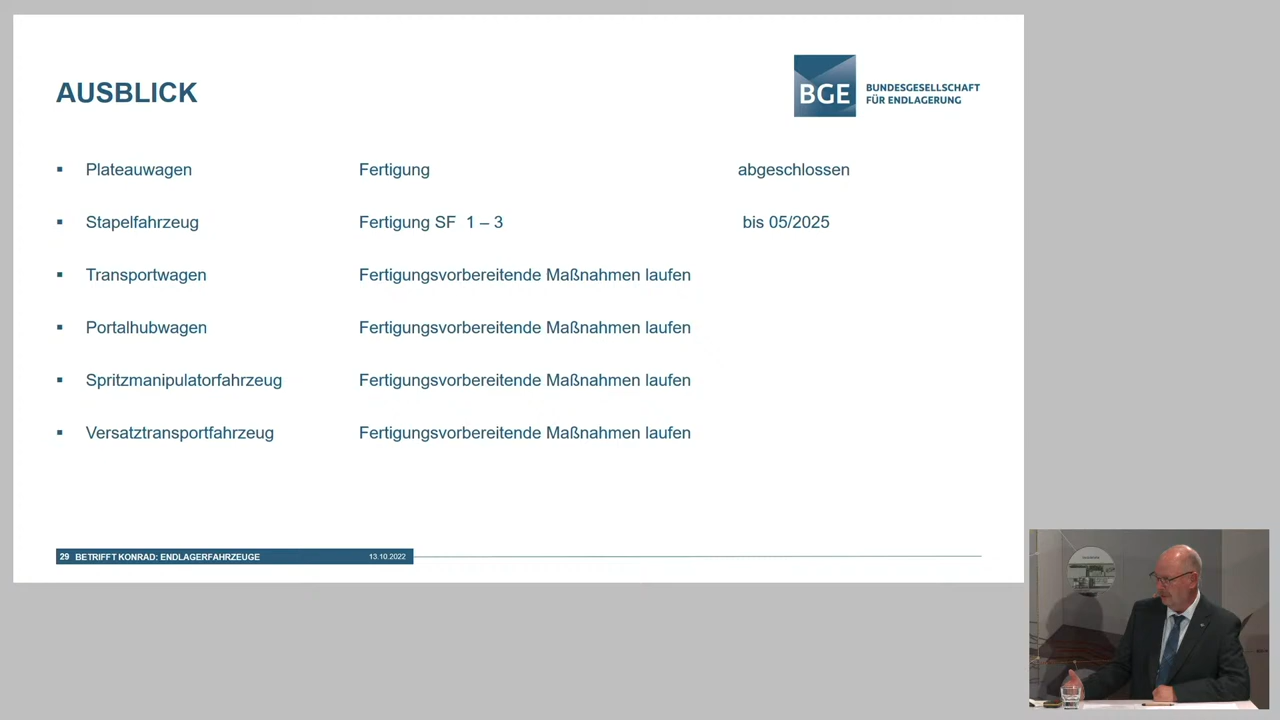 AUSBLICK
BGE BUNDESGESELLSCHAFT
FÜR ENDLAGERUNG
▪ Plateauwagen Fertigung abgeschlossen
▪ Stapelfahrzeug Fertigung SF 1 – 3 bis 05/2025
▪ Transportwagen Fertigungsvorbereitende Maßnahmen laufen
▪ Portalhubwagen Fertigungsvorbereitende Maßnahmen laufen
▪ Spritzmanipulatorfahrzeug Fertigungsvorbereitende Maßnahmen laufen
▪ Versatztransportfahrzeug Fertigungsvorbereitende Maßnahmen laufen
29 BETRIFFT KONRAD: ENDLAGERFAHRZEUGE 13.10.2022